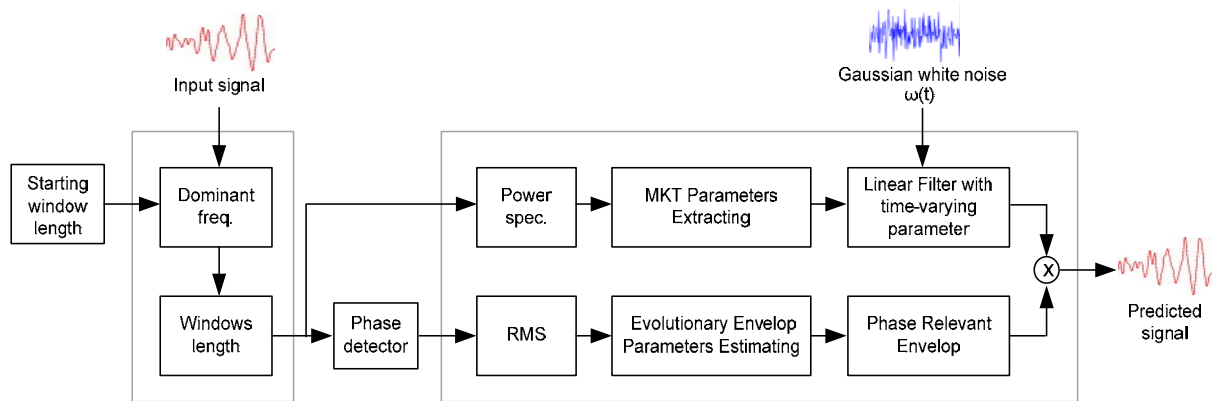 Input signal
Gaussian white noise
ω(t)
Starting
window
length
Dominant
freq.
Power
spec.
MKT Parameters
Extracting
Linear Filter with
time-varying
parameter
X
Windows
length
Phase
detector
RMS
Evolutionary Envelop
Parameters Estimating
Phase Relevant
Envelop
Predicted
signal